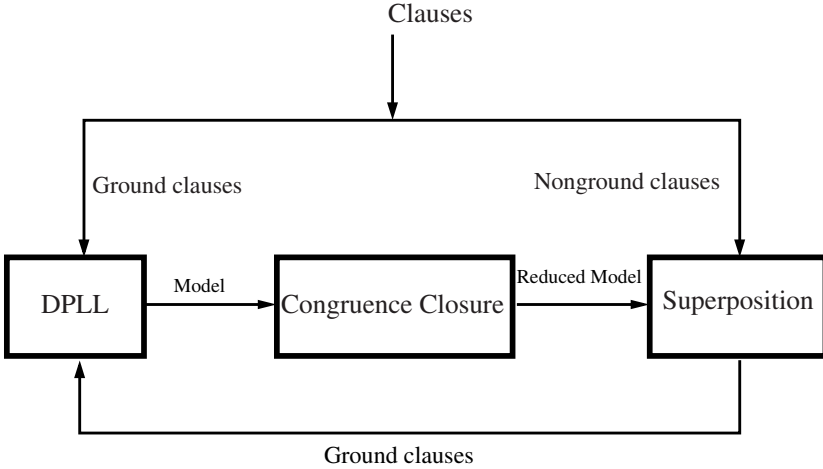 Clauses
Ground clauses
Nonground clauses
DPLL
Model
Congruence Closure
Reduced Model
Superposition
Ground clauses